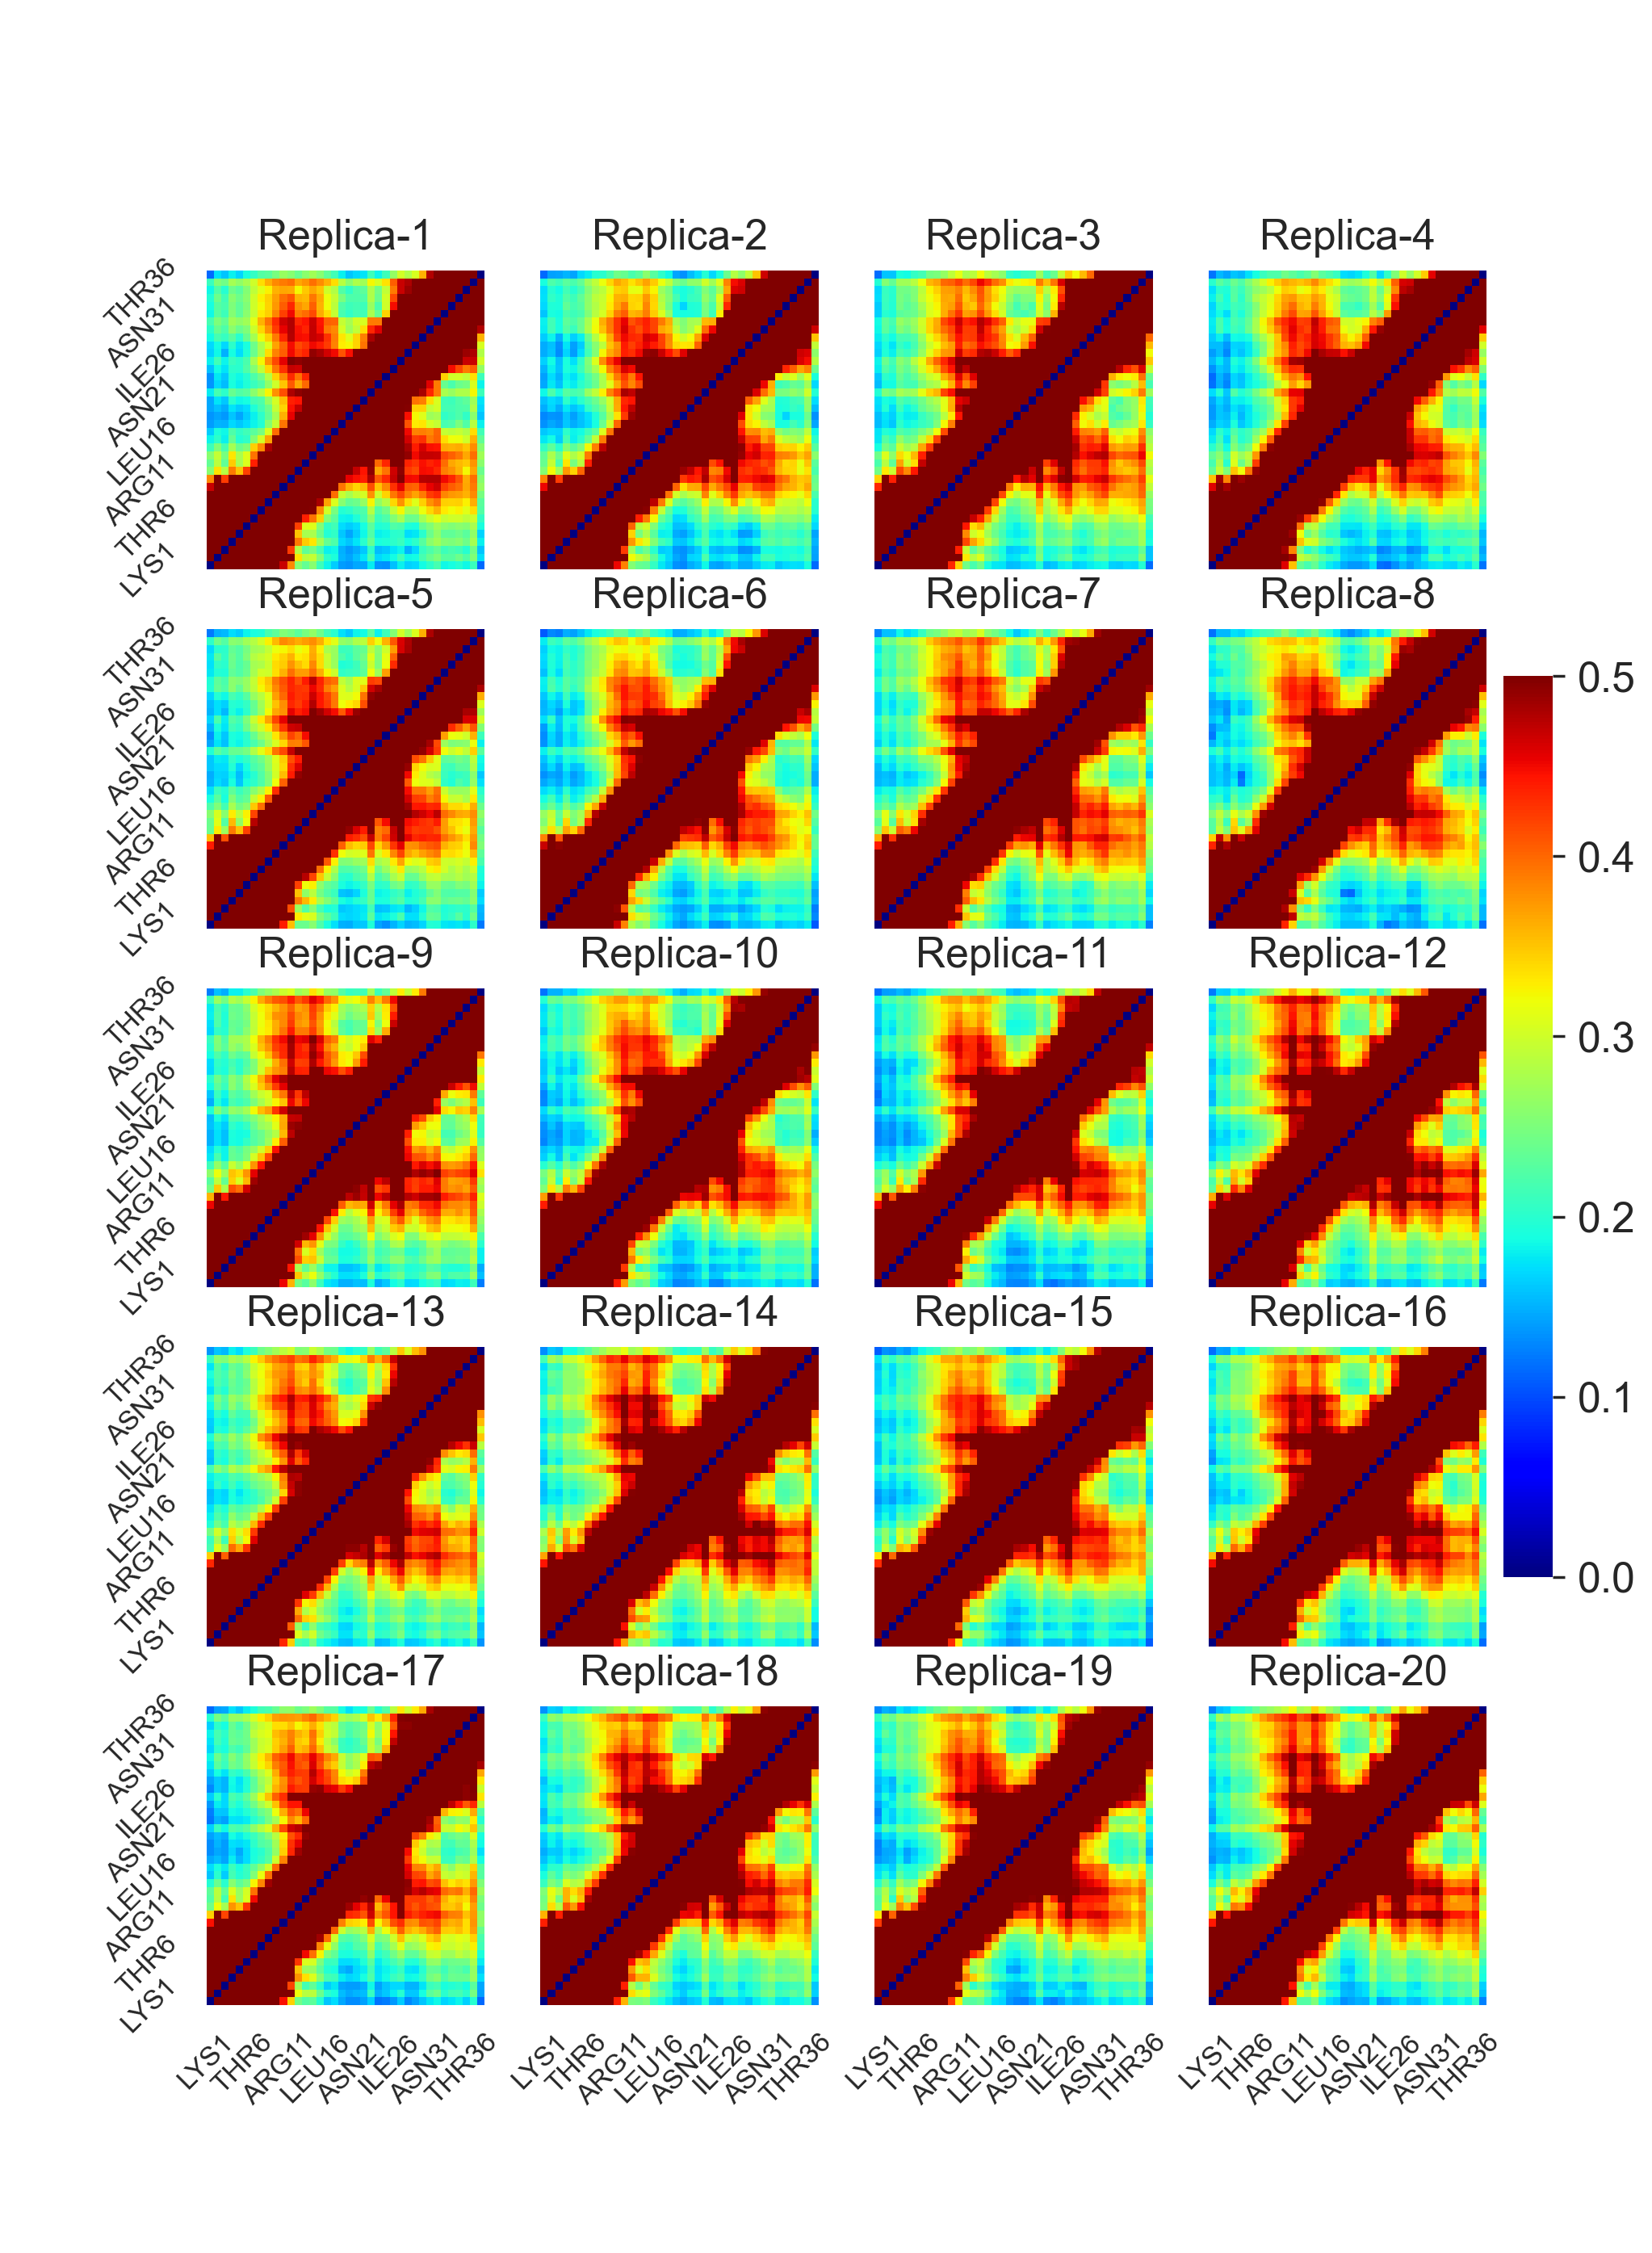 Replica-1 Replica-2 Replica-3 Replica-4
THR36
ASN31
ILE26
ASN21
LEU16
ARG11
THR6
LYS1
Replica-5 Replica-6 Replica-7 Replica-8
THR36
ASN31
ILE26
ASN21
LEU16
ARG11
THR6
LYS1
0.5
0.4
0.3
0.2
0.1
0.0
Replica-9 Replica-10 Replica-11 Replica-12
THR36
ASN31
ILE26
ASN21
LEU16
ARG11
THR6
LYS1
Replica-13 Replica-14 Replica-15 Replica-16
THR36
ASN31
ILE26
ASN21
LEU16
ARG11
THR6
LYS1
Replica-17 Replica-18 Replica-19 Replica-20
THR36
ASN31
ILE26
ASN21
LEU16
ARG11
THR6
LYS1
LYS1 THR6 ARG11 LEU16 ASN21 ILE26 ASN31 THR36 LYS1 THR6 ARG11 LEU16 ASN21 ILE26 ASN31 THR36 LYS1 THR6 ARG11 LEU16 ASN21 ILE26 ASN31 THR36 LYS1 THR6 ARG11 LEU16 ASN21 ILE26 ASN31 THR36